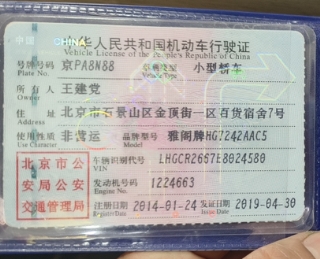 中华人民共和国机动车行驶证
Vehicle License of the People's Republic of China
号牌号码 京PA8N88 车辆类型 小型轿车
Plate No. Vehicle Type
所有人 王建党
Owner
住址 北京市石景山区金顶街一区百货宿舍7号
Address
使用性质 非营运 品牌型号 雅阁牌HG7242AAC5
Use Character Model
北京市公
安局公安
交通管理局
车辆识别代号 LHGCR2667E8024580
VIN
发动机号码 1224663
Engine No.
注册日期 2014-01-24 发证日期 2019-04-30
Register Date Issue Date